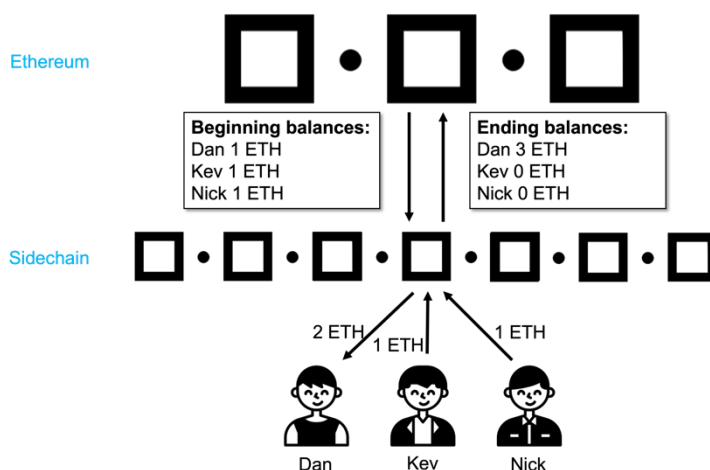 Ethereum
Beginning balances:
Dan 1 ETH
Kev 1 ETH
Nick 1 ETH
Ending balances:
Dan 3 ETH
Kev 0 ETH
Nick 0 ETH
Sidechain
2 ETH
1 ETH
1 ETH
Dan
Kev
Nick